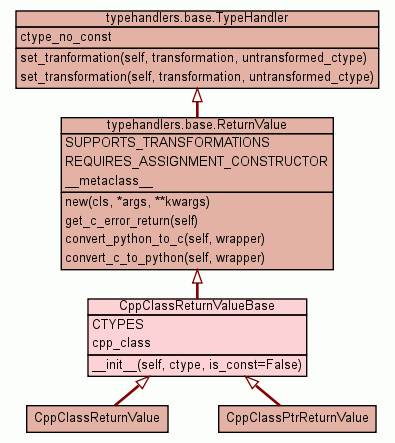 typehandlers.base.TypeHandler
ctype_no_const
set_tranformation(self, transformation, untransformed_ctype)
set_transformation(self, transformation, untransformed_ctype)
typehandlers.base.ReturnValue
SUPPORTS_TRANSFORMATIONS
REQUIRES_ASSIGNMENT_CONSTRUCTOR
__metaclass__
new(cls, *args, **kwargs)
get_c_error_return(self)
convert_python_to_c(self, wrapper)
convert_c_to_python(self, wrapper)
CppClassReturnValueBase
CTYPES
cpp_class
__init__(self, ctype, is_const=False)
CppClassReturnValue
CppClassPtrReturnValue